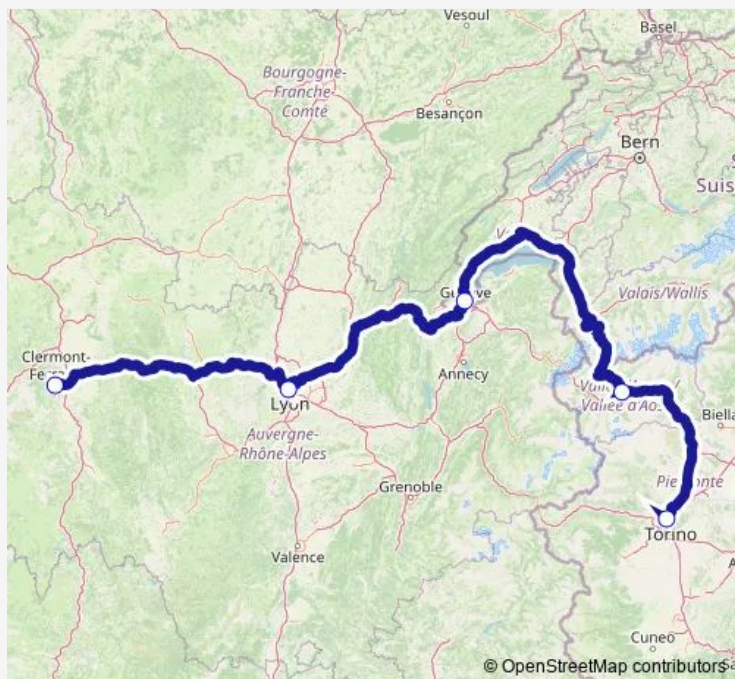 Vesoul
Basel
Bourgogne-
Franche-
Comté
Besançon
Bern
Suis
Valais/Wallis
Clermont-
Annecy
Lyon
Biella
Auvergne-
Rhône-Alpes
Grenoble
Torino
Valence
Cuneo
© OpenStreetMap contributors